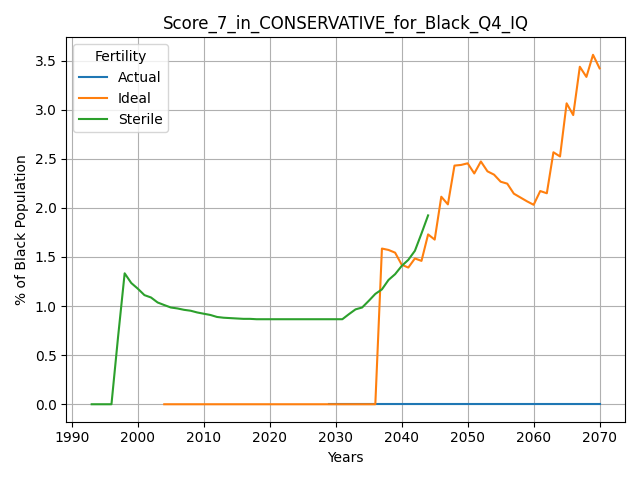 Score_7_in_CONSERVATIVE_for_Black_Q4_IQ
Fertility
Actual
Ideal
Sterile
% of Black Population
3.5
3.0
2.5
2.0
1.5
1.0
0.5
0.0
1990 2000 2010 2020 2030 2040 2050 2060 2070
Years